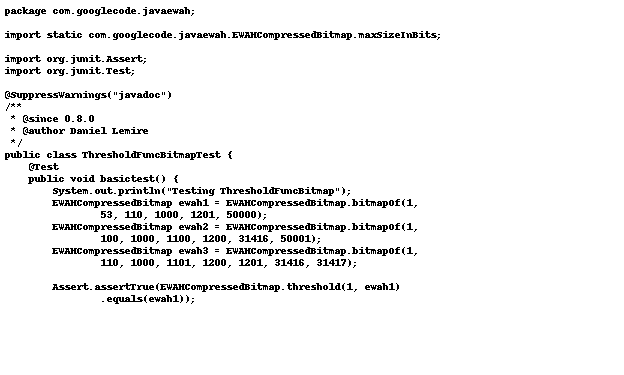 package com.googlecode.javaewah;
import static com.googlecode.javaewah.EWAHCompressedBitmap.maxSizeInBits;
import org.junit.Assert;
import org.junit.Test;
@SuppressWarnings("javadoc")
/**
 * @since 0.8.0
 * @author Daniel Lemire
 */
public class ThresholdFuncBitmapTest {
    @Test
    public void basictest() {
        System.out.println("Testing ThresholdFuncBitmap");
        EWAHCompressedBitmap ewah1 = EWAHCompressedBitmap.bitmapOf(1,
                53, 110, 1000, 1201, 50000);
        EWAHCompressedBitmap ewah2 = EWAHCompressedBitmap.bitmapOf(1,
                100, 1000, 1100, 1200, 31416, 50001);
        EWAHCompressedBitmap ewah3 = EWAHCompressedBitmap.bitmapOf(1,
                110, 1000, 1101, 1200, 1201, 31416, 31417);
        Assert.assertTrue(EWAHCompressedBitmap.threshold(1, ewah1)
                .equals(ewah1));